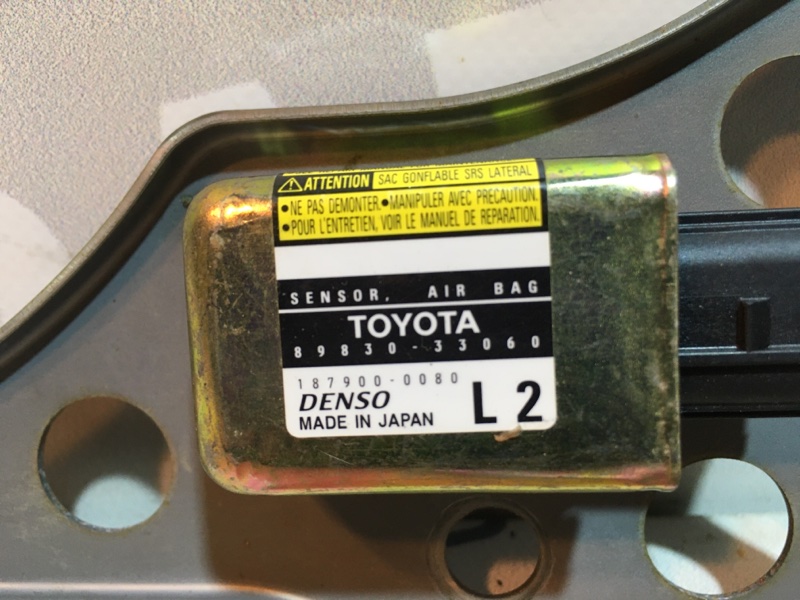 ⚠ATTENTION SAC GONFLABLE SRS LATERAL
•NE PAS DEMONTER.•MANIPULER AVEC PRECAUTION.
•POUR L'ENTRETIEN, VOIR LE MANUEL DE REPARATION.
SENSOR, AIR BAG
TOYOTA
89830-33060
187900-0080
DENSO
MADE IN JAPAN
L2